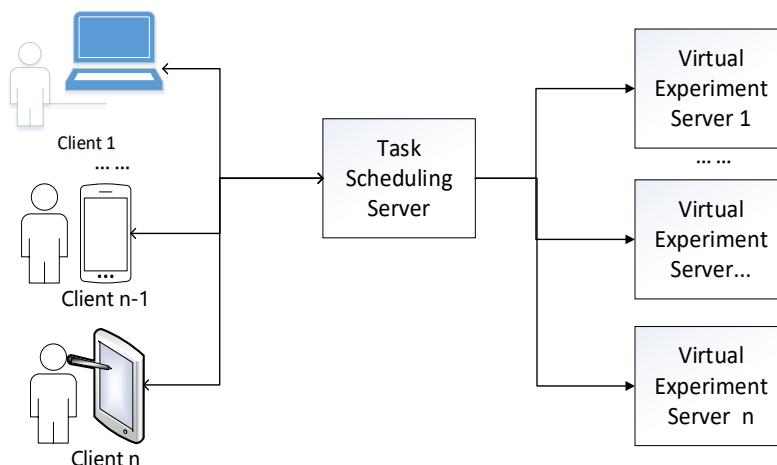 Client 1
... ...
Client n-1
Client n
Task
Scheduling
Server
Virtual
Experiment
Server 1
... ...
Virtual
Experiment
Server...
Virtual
Experiment
Server n